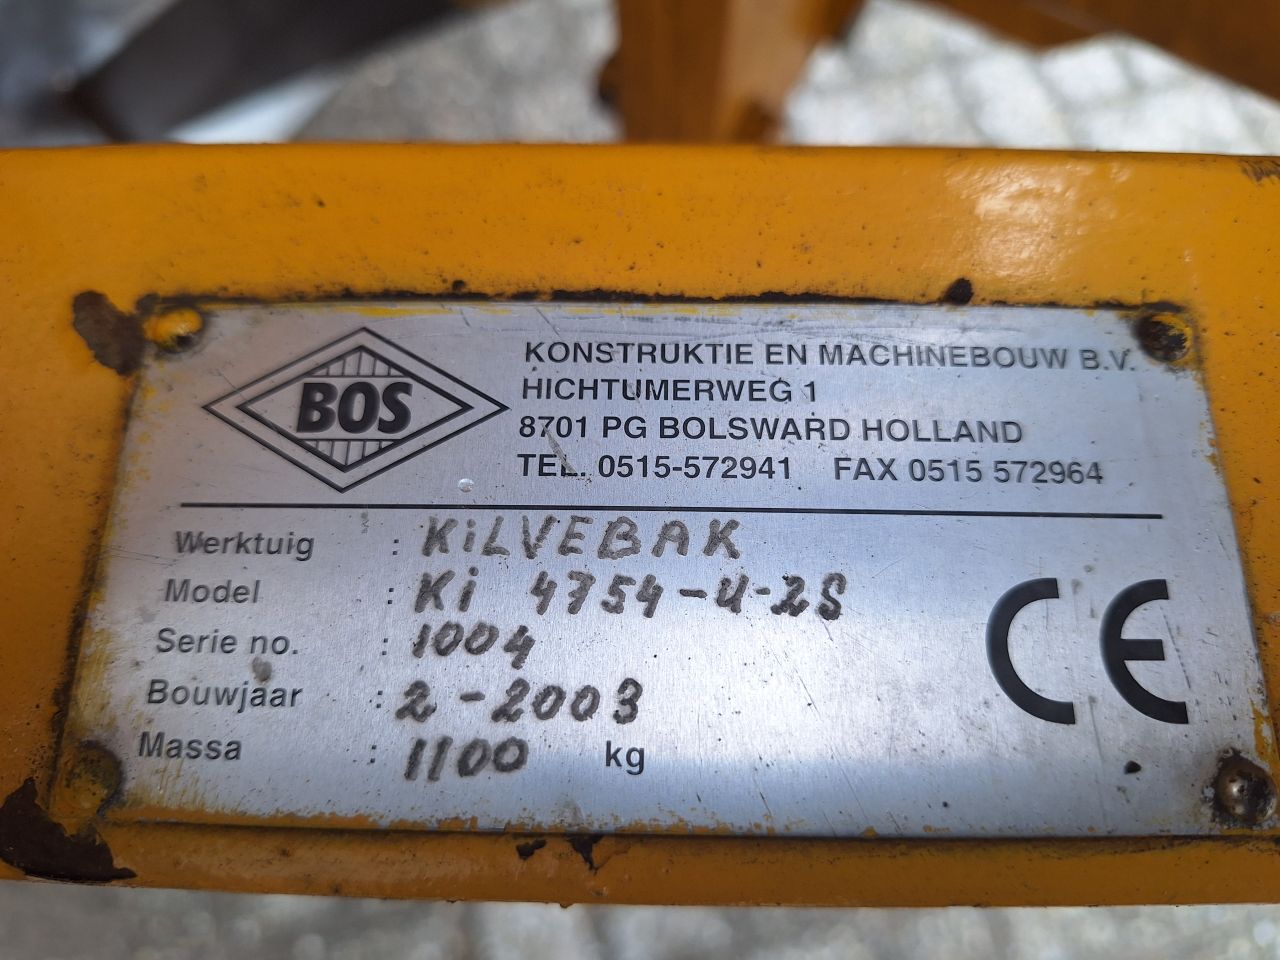 BOS
KONSTRUKTIE EN MACHINEBOUW B.V.
HICHTUMERWEG 1
8701 PG BOLSWARD HOLLAND
TEL. 0515-572941 FAX 0515 572964
Werktuig : KiLVEBAK
Model : Ki 4754-U-2S
Serie no. : 1004
Bouwjaar : 2-2003
Massa : 1100 kg
CE